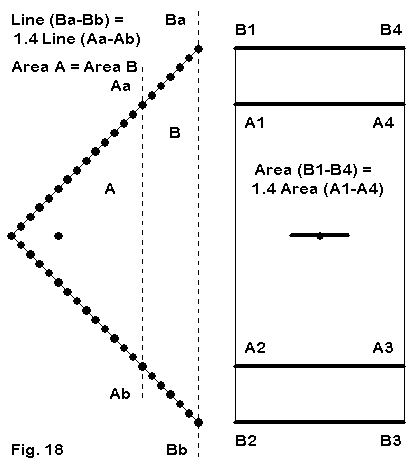 Line (Ba-Bb) =
1.4 Line (Aa-Ab)
Area A = Area B
Ba
Aa
B
A
Ab
Bb
Fig. 18
B1
B4
A1
A4
Area (B1-B4) =
1.4 Area (A1-A4)
A2
A3
B2
B3